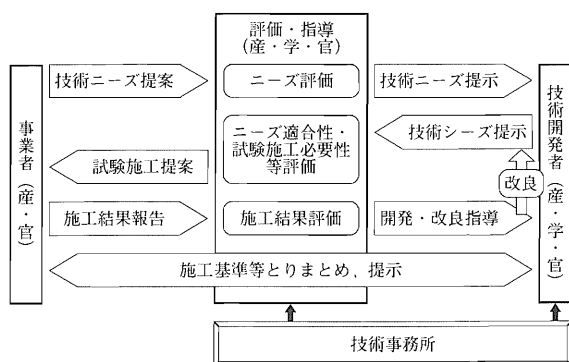 評価・指導
(産・学・官)
技術ニーズ提案
ニーズ評価
技術ニーズ提示
事業者(産・官)
技術開発者(産・学・官)
ニーズ適合性・
試験施工必要性
等評価
技術シーズ提示
試験施工提案
改良
施工結果報告
施工結果評価
開発・改良指導
施工基準等とりまとめ、提示
技術事務所